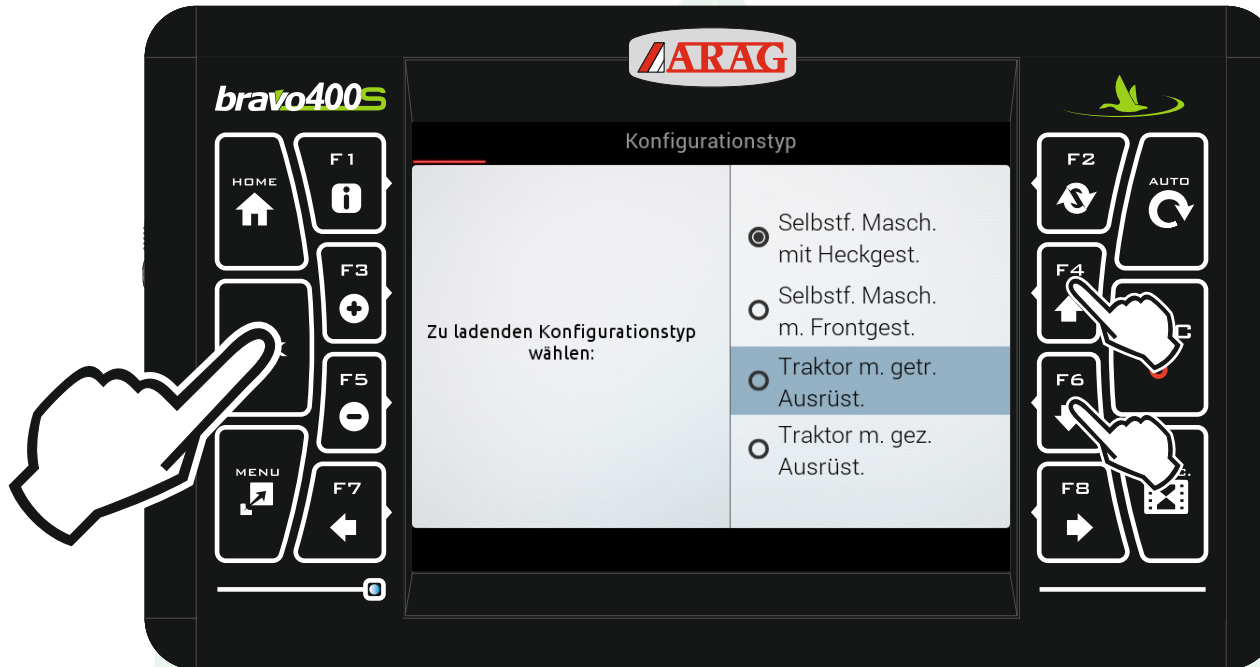 ARAG
bravo400S
HOME
F1
F3
F5
MENU
F7
Konfigurationstyp
Zu ladenden Konfigurationstyp
wählen:
Selbstf. Masch.
mit Heckgest.
Selbstf. Masch.
m. Frontgest.
Traktor m. getr.
Ausrüst.
Traktor m. gez.
Ausrüst.
F2
AUTO
F4
F6
F8